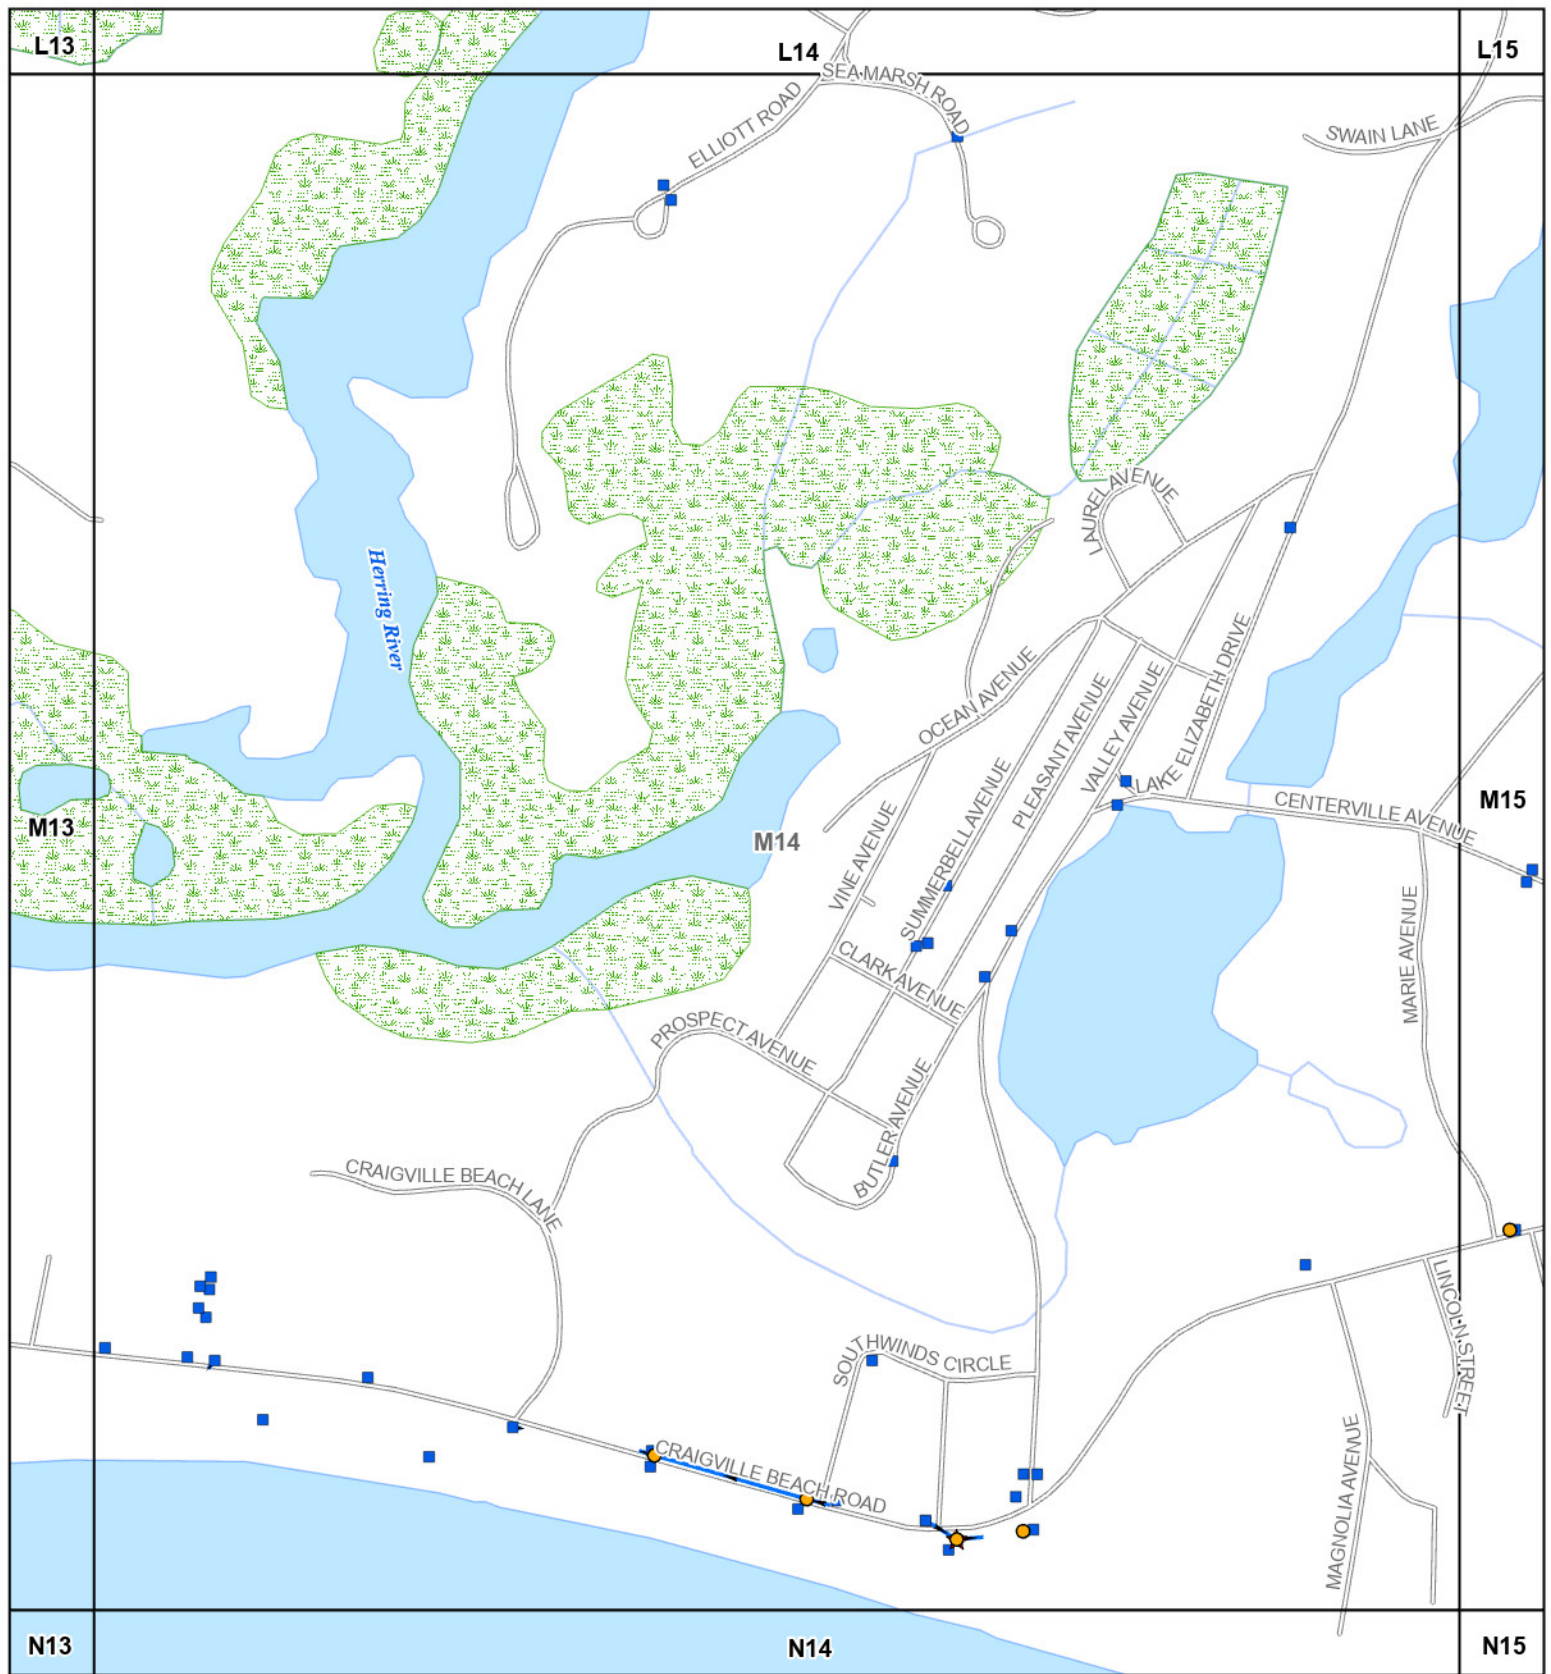 L13
L14
L15
SEA MARSH ROAD
ELLIOTT ROAD
SWAIN LANE
LAUREL AVENUE
Herring River
OCEAN AVENUE
PLEASANT AVENUE
VALLEY AVENUE
LAKE ELIZABETH DRIVE
SUMMERBELL AVENUE
VINE AVENUE
CENTERVILLE AVENUE
M13
M14
M15
MARIE AVENUE
CLARK AVENUE
PROSPECT AVENUE
BUTLER AVENUE
CRAIGVILLE BEACH LANE
LINCOLN STREET
SOUTHWINDS CIRCLE
CRAIGVILLE BEACH ROAD
MAGNOLIA AVENUE
N13
N14
N15